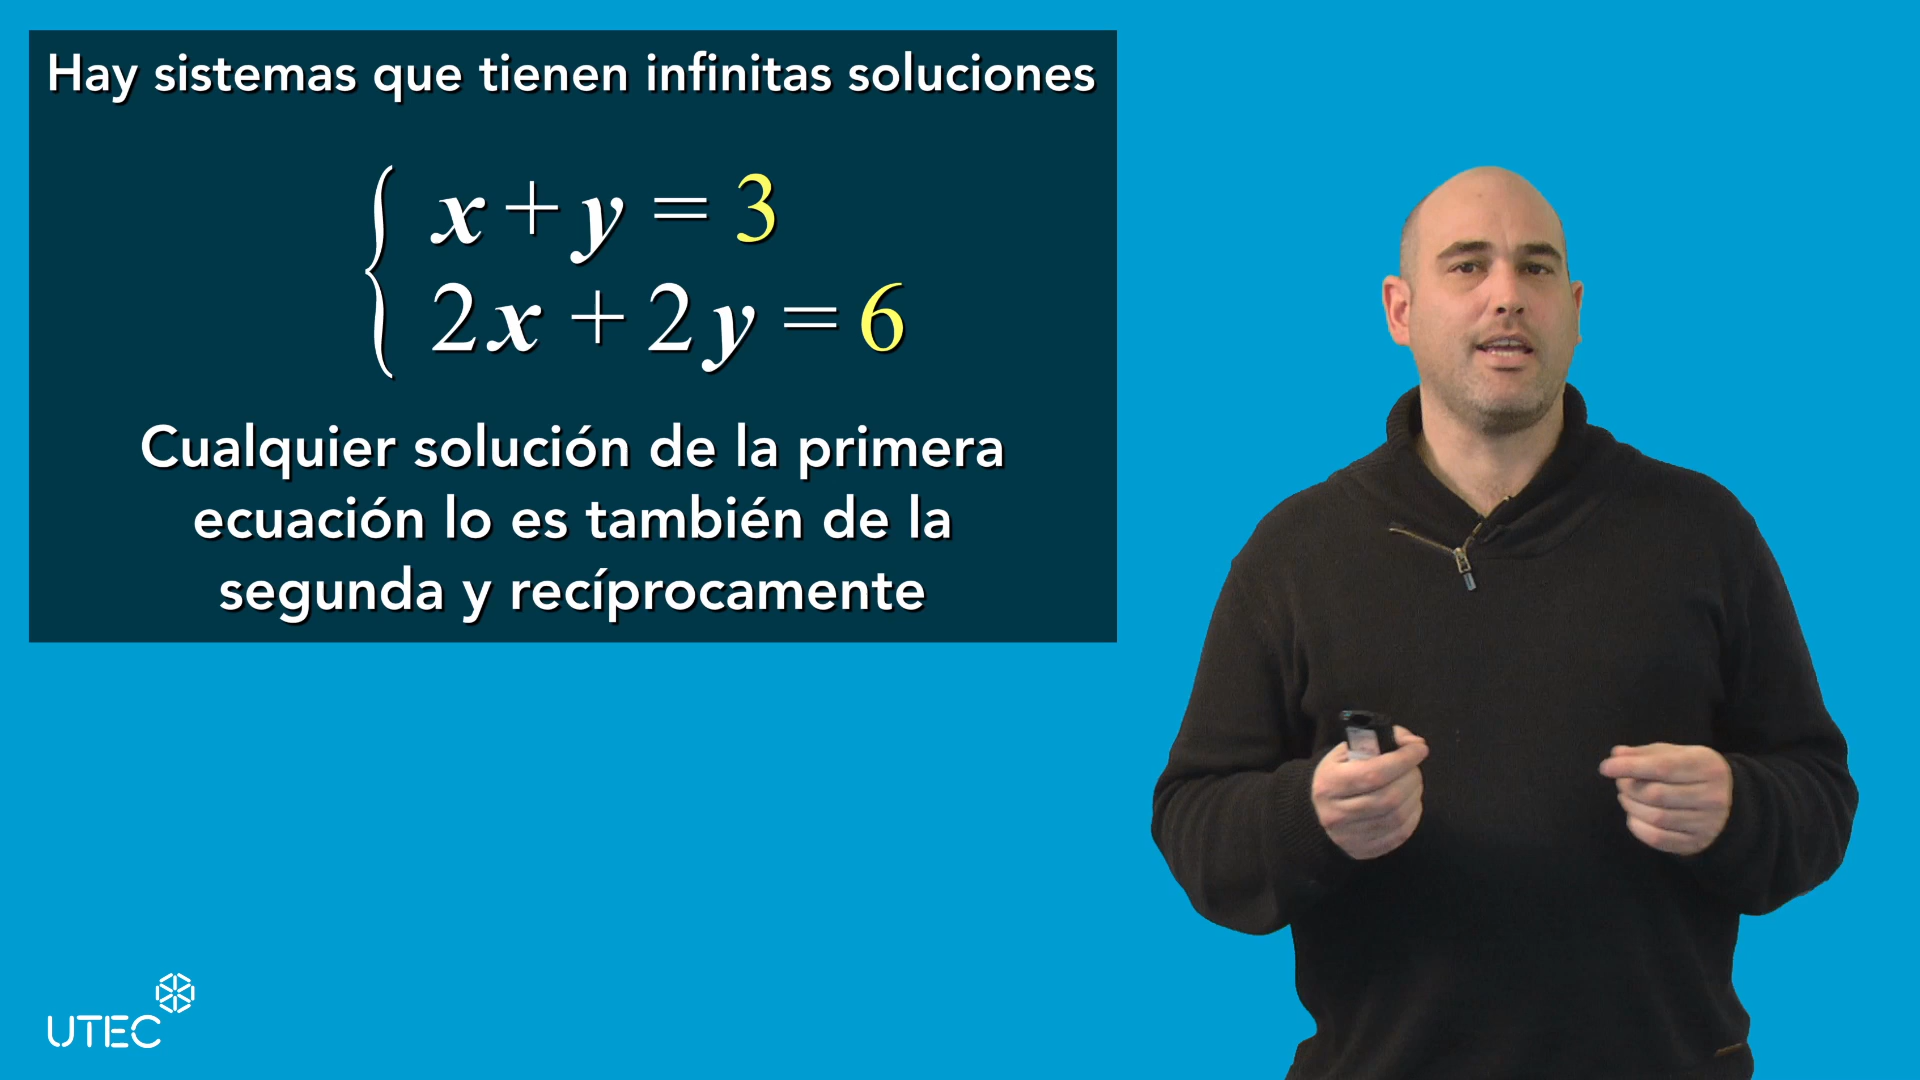 Hay sistemas que tienen infinitas soluciones
x + y = 3
2x + 2y = 6
Cualquier solución de la primera
ecuación lo es también de la
segunda y recíprocamente
UTEC